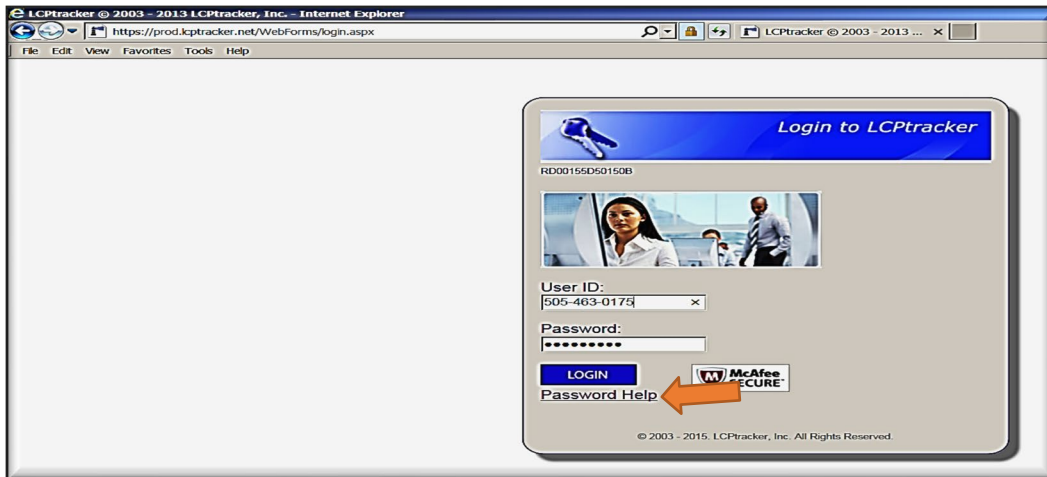 LCPtracker © 2003 - 2013 LCPtracker, Inc. - Internet Explorer
https://prod.lcptracker.net/WebForms/login.aspx
LCPtracker © 2003 - 2013 ...
File Edit View Favorites Tools Help
Login to LCPtracker
RD00155D50150B
User ID:
505-463-0175
Password:
•••••••••
LOGIN
McAfee
SECURE
Password Help
© 2003 - 2015. LCPtracker, Inc. All Rights Reserved.